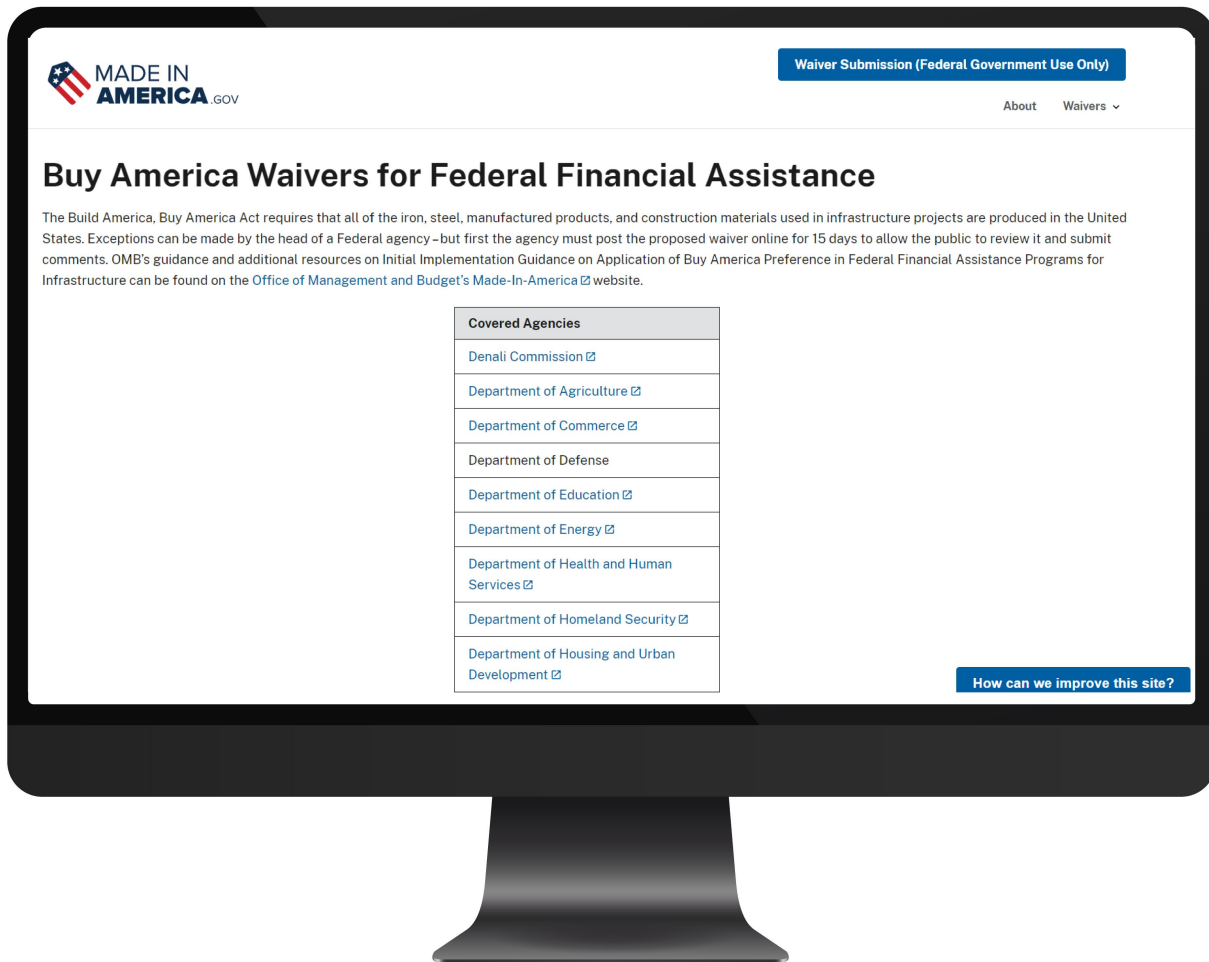 MADE IN
AMERICA.GOV
Waiver Submission (Federal Government Use Only)
About Waivers
Buy America Waivers for Federal Financial Assistance
The Build America, Buy America Act requires that all of the iron, steel, manufactured products, and construction materials used in infrastructure projects are produced in the United
States. Exceptions can be made by the head of a Federal agency – but first the agency must post the proposed waiver online for 15 days to allow the public to review it and submit
comments. OMB's guidance and additional resources on Initial Implementation Guidance on Application of Buy America Preference in Federal Financial Assistance Programs for
Infrastructure can be found on the Office of Management and Budget's Made-In-America website.
Covered Agencies
Denali Commission
Department of Agriculture
Department of Commerce
Department of Defense
Department of Education
Department of Energy
Department of Health and Human
Services
Department of Homeland Security
Department of Housing and Urban
Development
How can we improve this site?